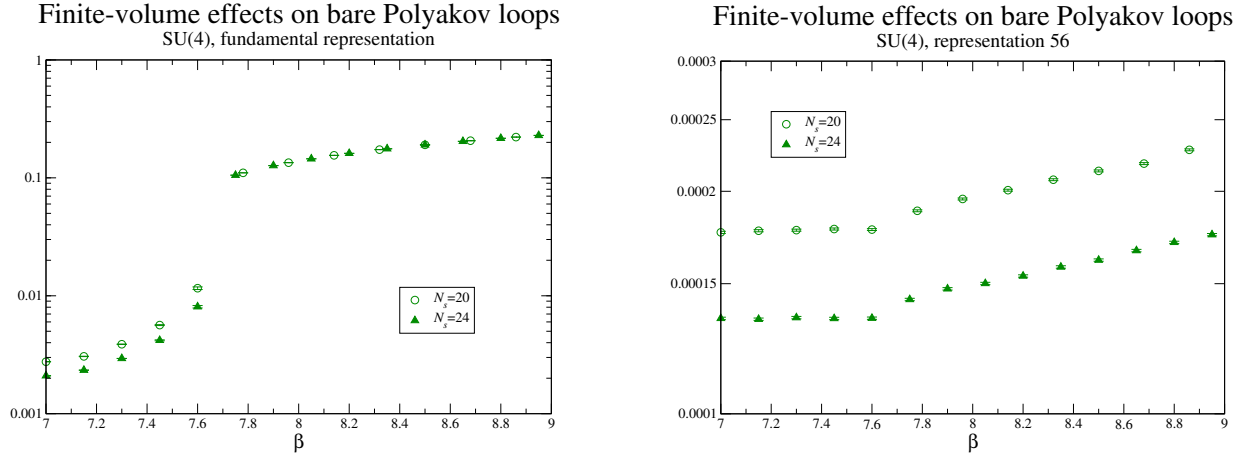 Finite-volume effects on bare Polyakov loops
SU(4), fundamental representation
1
0.1
0.01
0.001
7 7.2 7.4 7.6 7.8 8 8.2 8.4 8.6 8.8 9
β
N_s=20
N_s=24
Finite-volume effects on bare Polyakov loops
SU(4), representation 56
0.0003
0.00025
0.0002
0.00015
0.0001
7 7.2 7.4 7.6 7.8 8 8.2 8.4 8.6 8.8 9
β
N_s=20
N_s=24